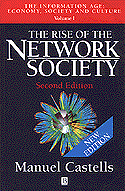 THE INFORMATION AGE:
ECONOMY, SOCIETY AND CULTURE
Volume I
THE RISE OF THE
NETWORK
SOCIETY
Second Edition
NEW
EDITION
Manuel Castells
B